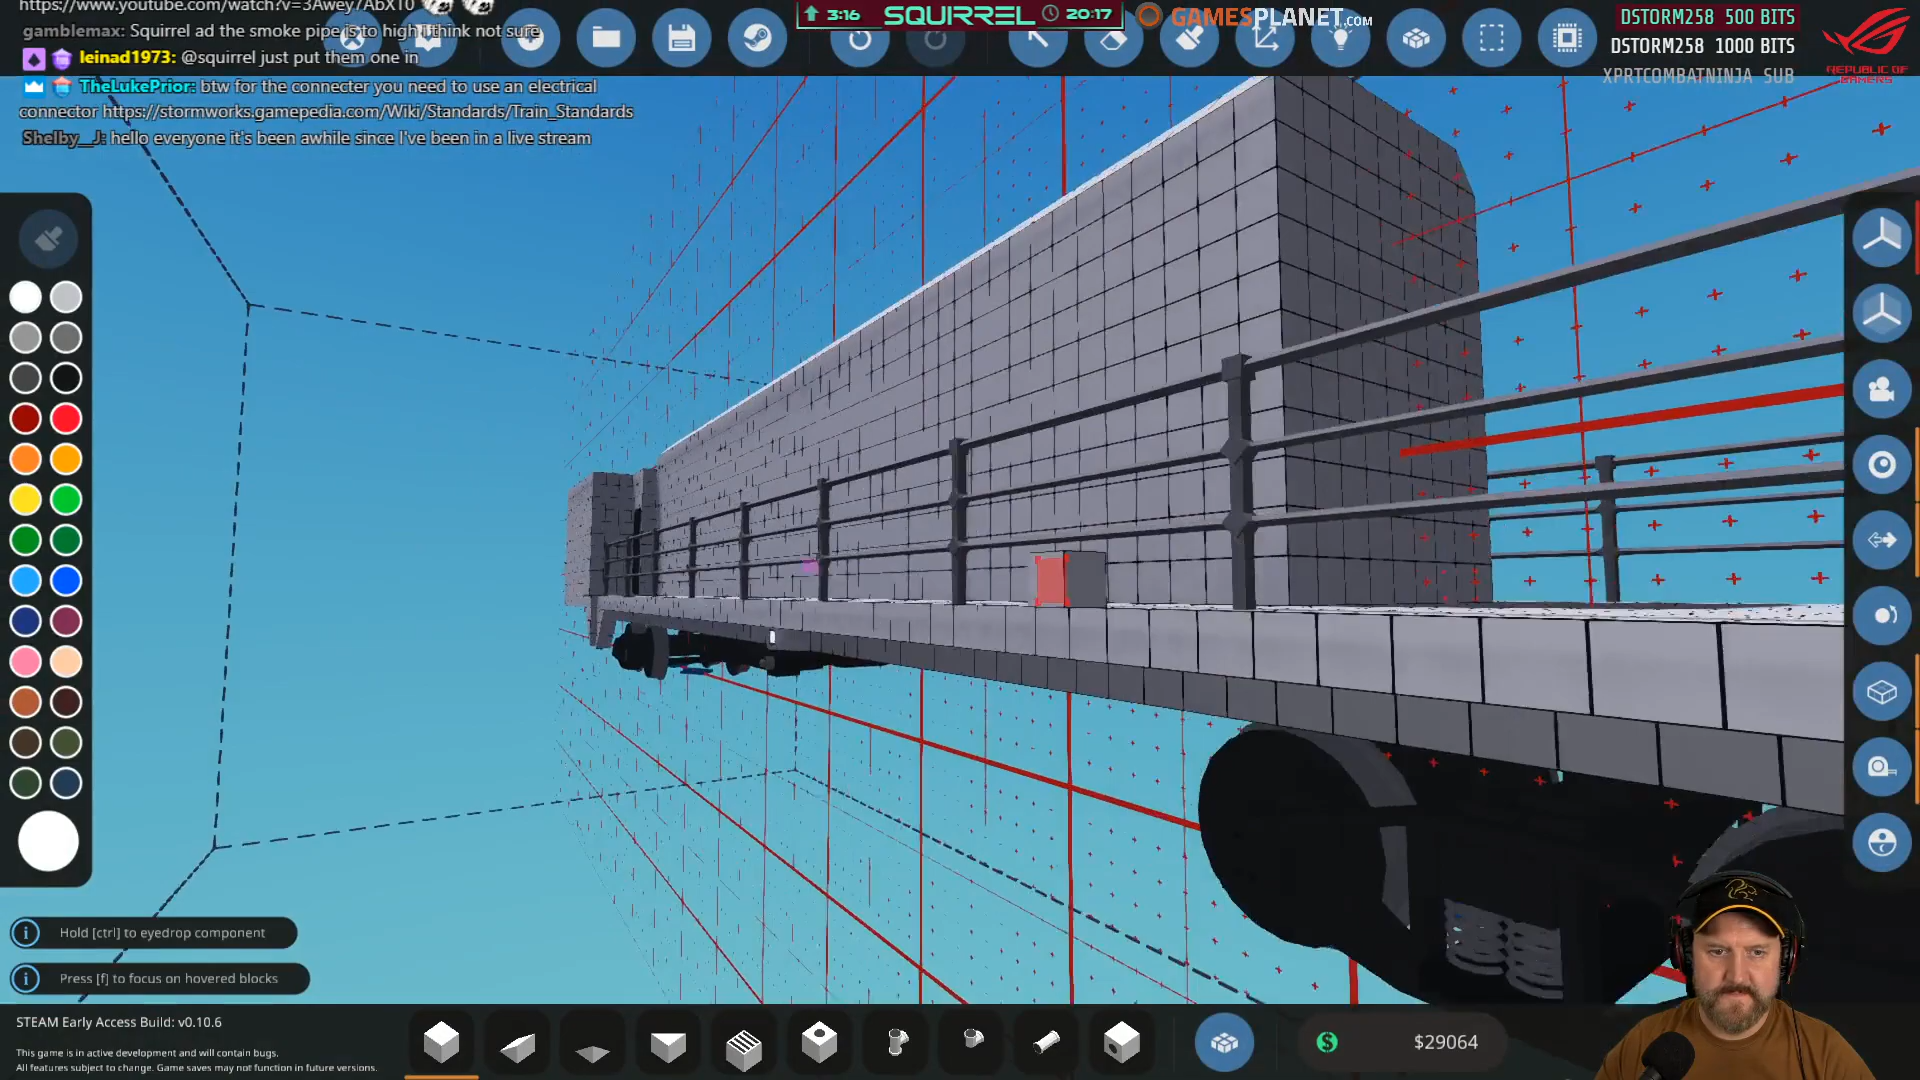 https://www.youtube.com/watch?v=3Awey7AbX10
gamblemax: Squirrel ad the smoke pipe is to high i think not sure
leinad1973: @squirrel just put them one in
TheLukePrior: btw for the connecter you need to use an electrical
connector https://stormworks.gamepedia.com/Wiki/Standards/Train_Standards
Shelby__J: hello everyone it's been awhile since I've been in a live stream
3:16 SQUIRREL 20:17
GAMESPLANET.COM
DSTORM258 500 BITS
DSTORM258 1000 BITS
XPRTCOMBATNINJA SUB
REPUBLIC OF
GAMERS
Hold [ctrl] to eyedrop component
Press [f] to focus on hovered blocks
STEAM Early Access Build: v0.10.6
This game is in active development and will contain bugs.
All features subject to change. Game saves may not function in future versions.
$ $29064